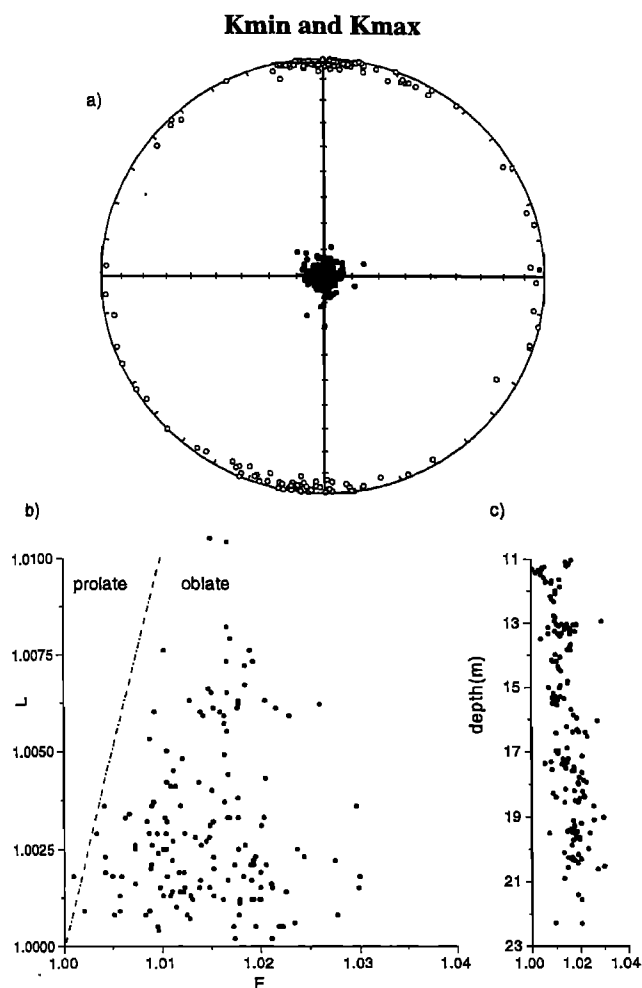 Kmin and Kmax
a)
b)
c)
prolate oblate
1.0100
1.0075
1.0050
1.0025
1.0000
L
1.00 1.01 1.02 1.03 1.04
F
11
13
15
17
19
21
23
depth(m)
1.00 1.02 1.04